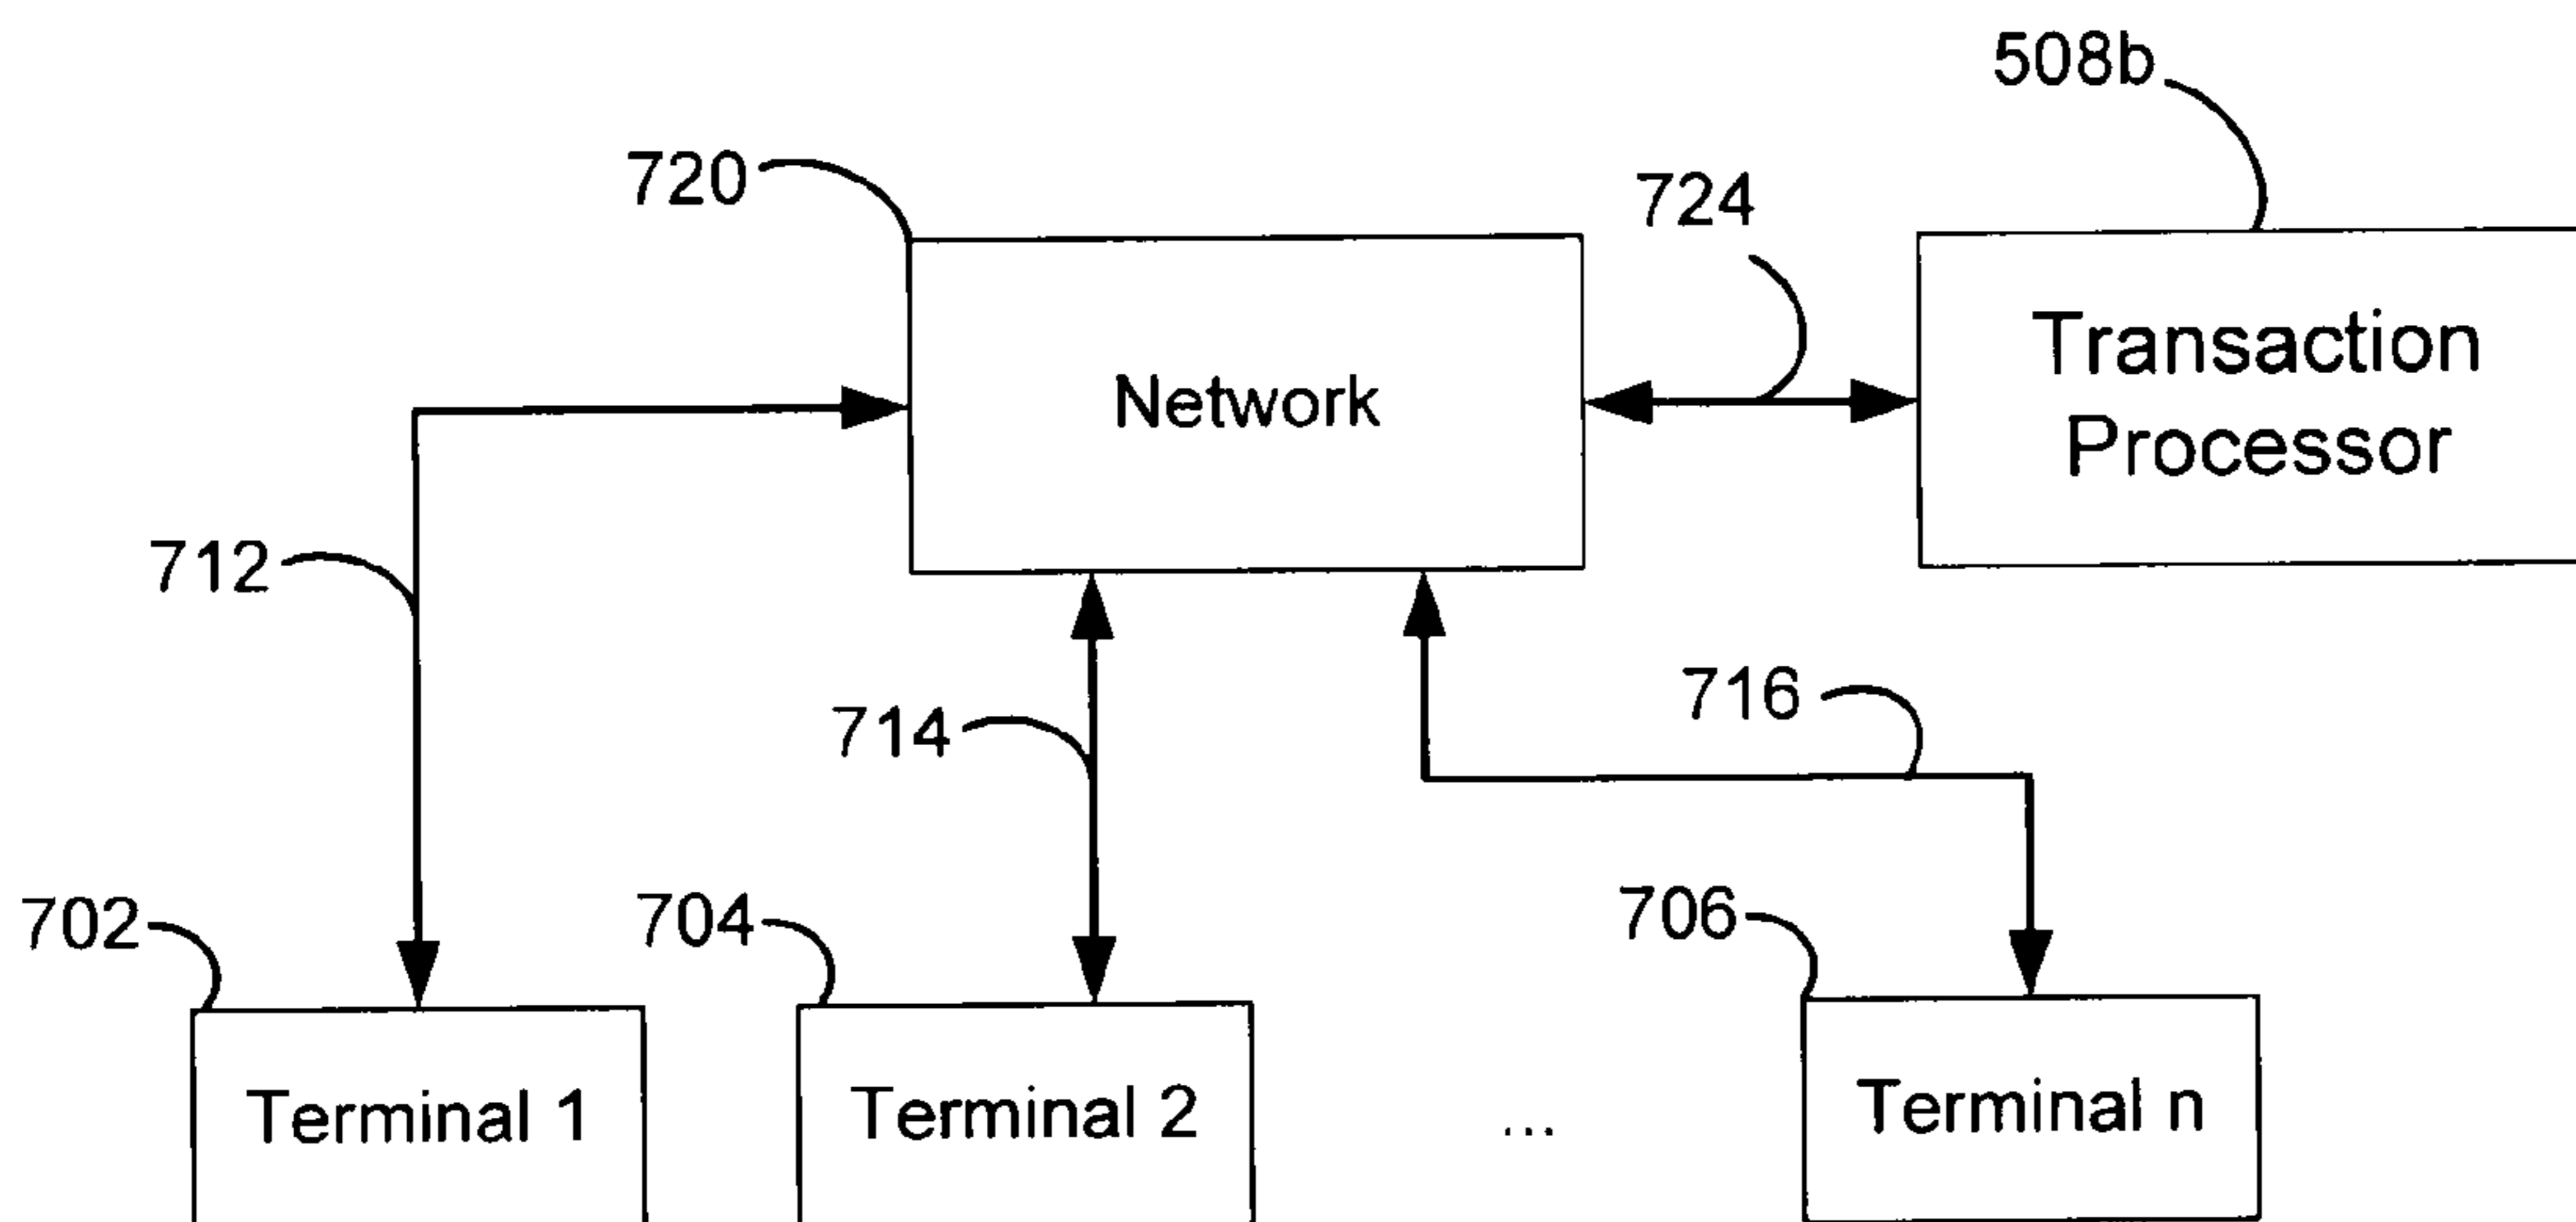 508b
720
724
Network
Transaction
Processor
712
714
716
702
704
706
Terminal 1
Terminal 2
...
Terminal n